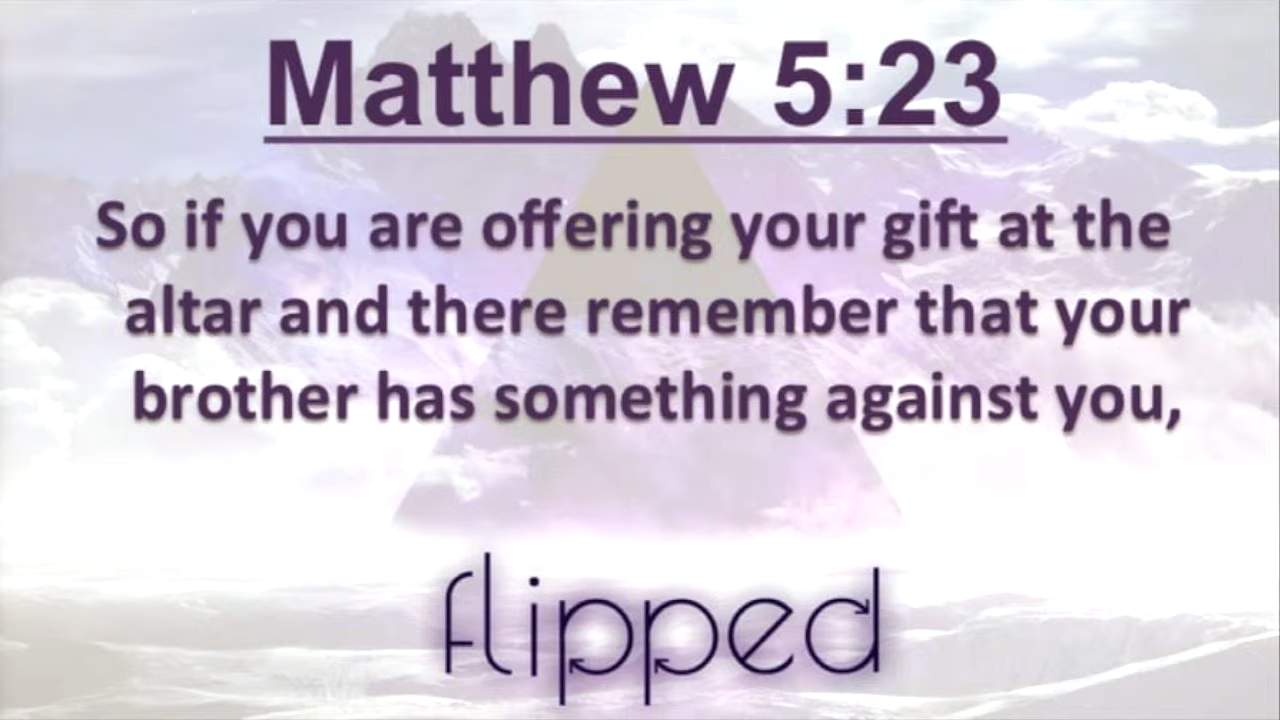 Matthew 5:23
So if you are offering your gift at the
altar and there remember that your
brother has something against you,
flipped